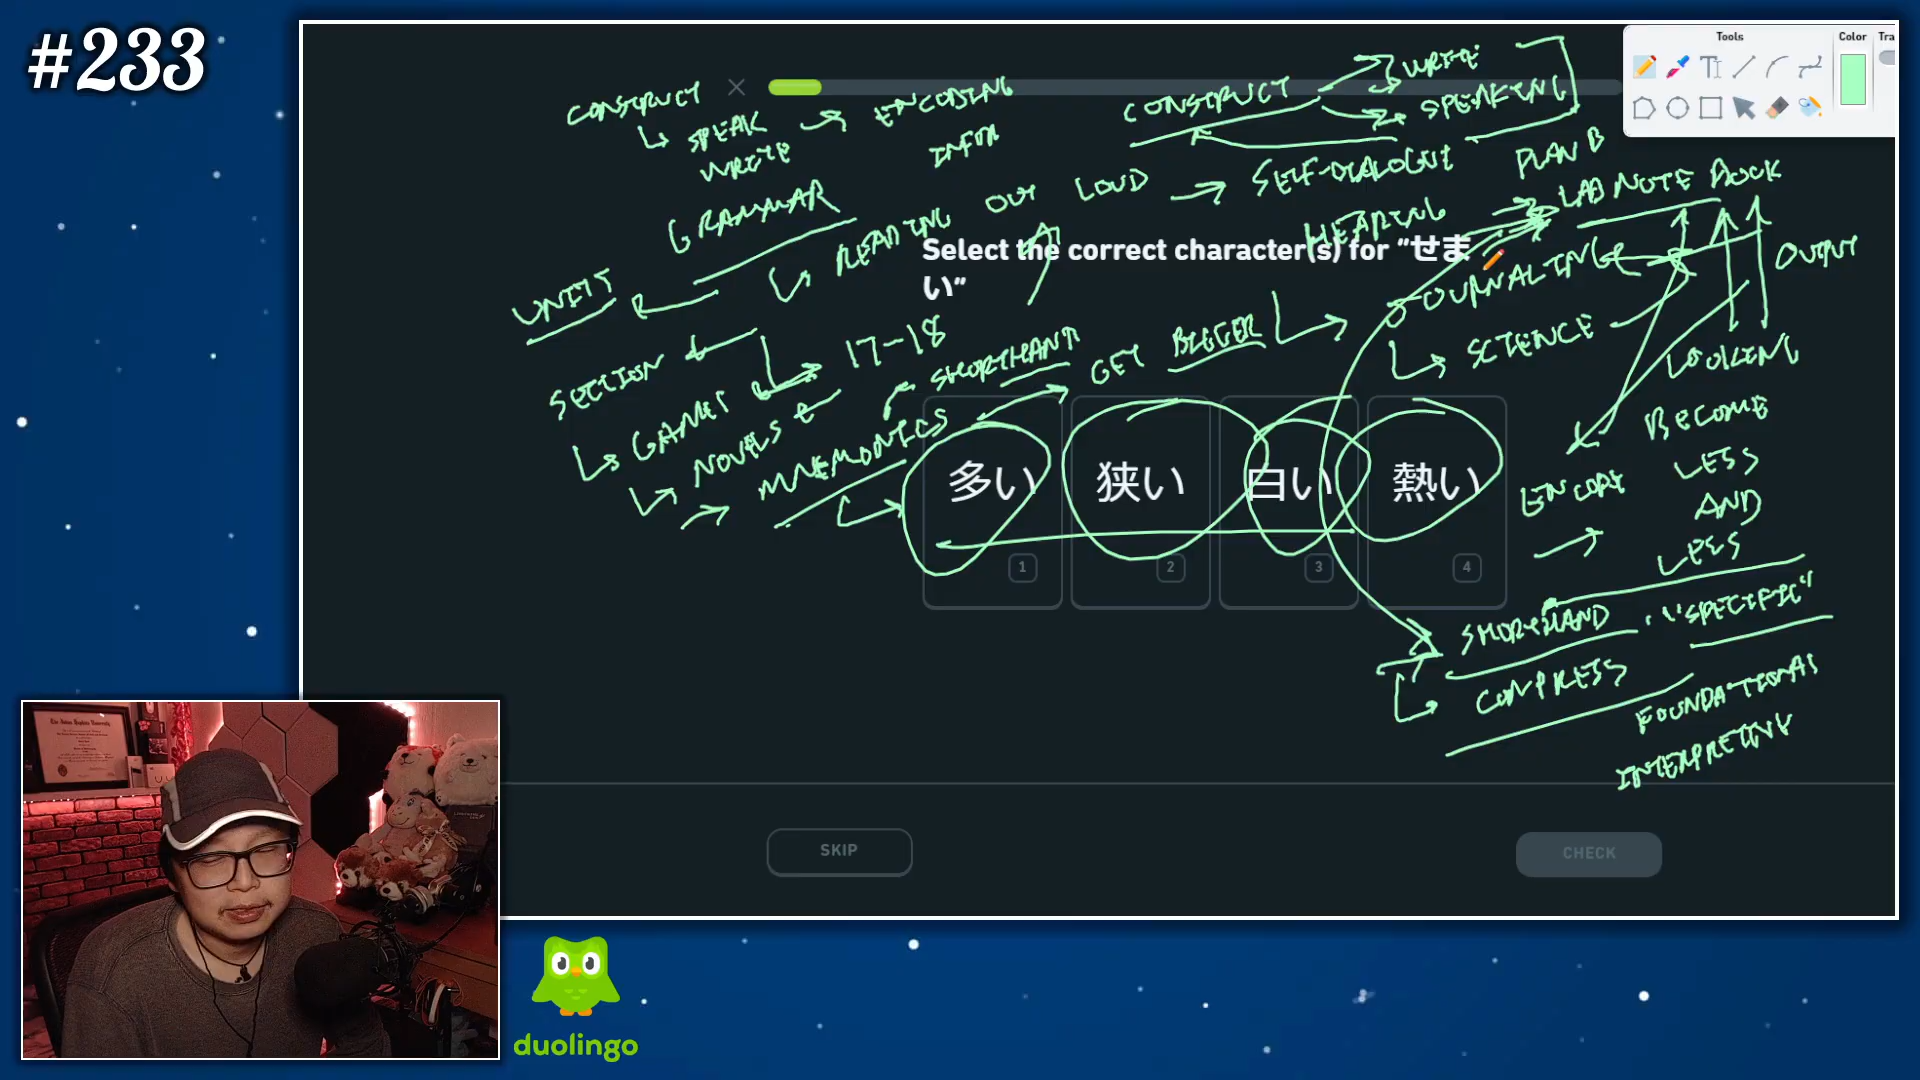 #233
Tools
Color
Tra
CONSTRUCT
SPEAK
WRITE
ENCODING
INFO
CONSTRUCT
WRITE
SPEAKING
GRAMMAR
READING OUT LOUD
SELF-DIALOGUE
PLAN B
LAB NOTE BOOK
HEARING
JOURNALING
OUTPUT
Select the correct character(s) for “せま
い”
UNITS
SECTION
17-18
GAMES
NOVELS
MNEMONICS
SHORTHAND
GET BIGGER
SCIENCE
LOOKING
BECOME
LESS
AND
LESS
ENCODE
多い
狭い
白い
熱い
1
2
3
4
SHORTHAND
"SPECIFIC"
COMPRESS
FOUNDATIONAL
INTERPRETING
SKIP
CHECK
duolingo